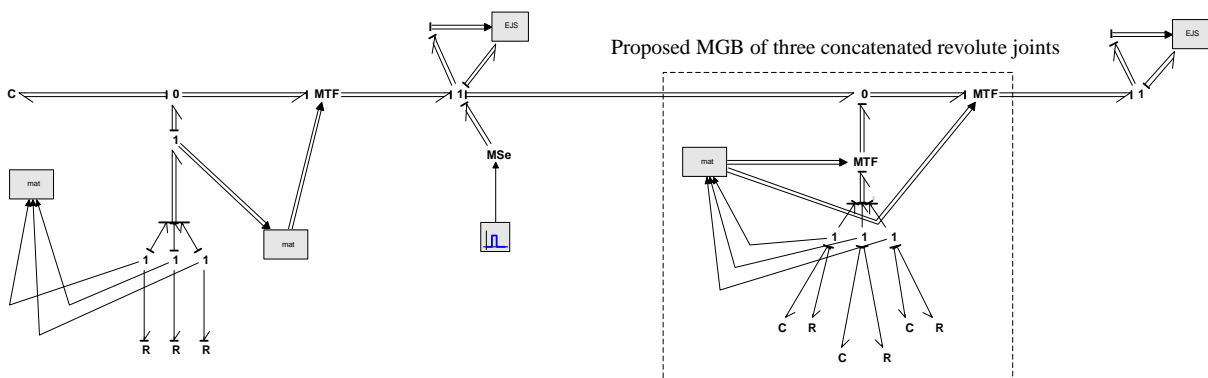 EJS
EJS
Proposed MGB of three concatenated revolute joints
C 0 MTF 1 0 MTF 1
1
MSe
mat MTF
mat
mat
1 1 1
1 1 1
C R C R
R R R
C R